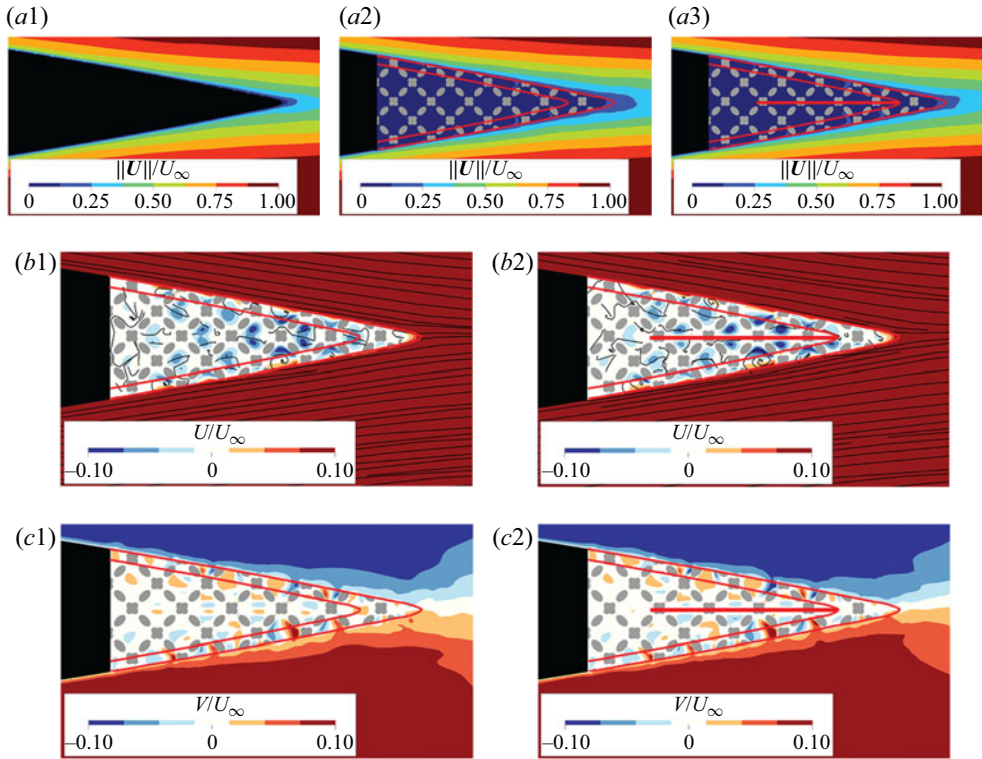 (a1) (a2) (a3)
||U||/U∞ ||U||/U∞ ||U||/U∞
0 0.25 0.50 0.75 1.00 0 0.25 0.50 0.75 1.00 0 0.25 0.50 0.75 1.00
(b1) (b2)
U/U∞ U/U∞
–0.10 0 0.10 –0.10 0 0.10
(c1) (c2)
V/U∞ V/U∞
–0.10 0 0.10 –0.10 0 0.10